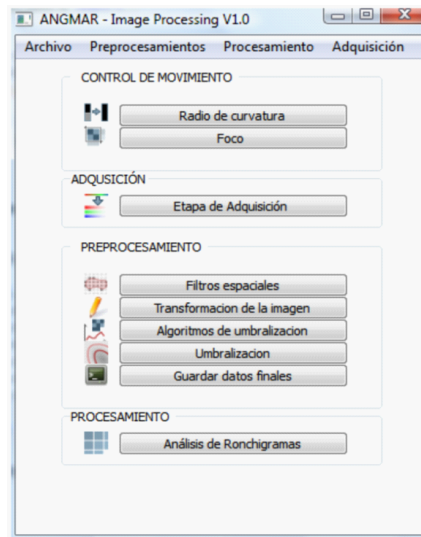 ANGMAR - Image Processing V1.0
Archivo Preprocesamientos Procesamiento Adquisición
CONTROL DE MOVIMIENTO
Radio de curvatura
Foco
ADQUSICIÓN
Etapa de Adquisición
PREPROCESAMIENTO
Filtros espaciales
Transformacion de la imagen
Algoritmos de umbralizacion
Umbralizacion
Guardar datos finales
PROCESAMIENTO
Análisis de Ronchigramas